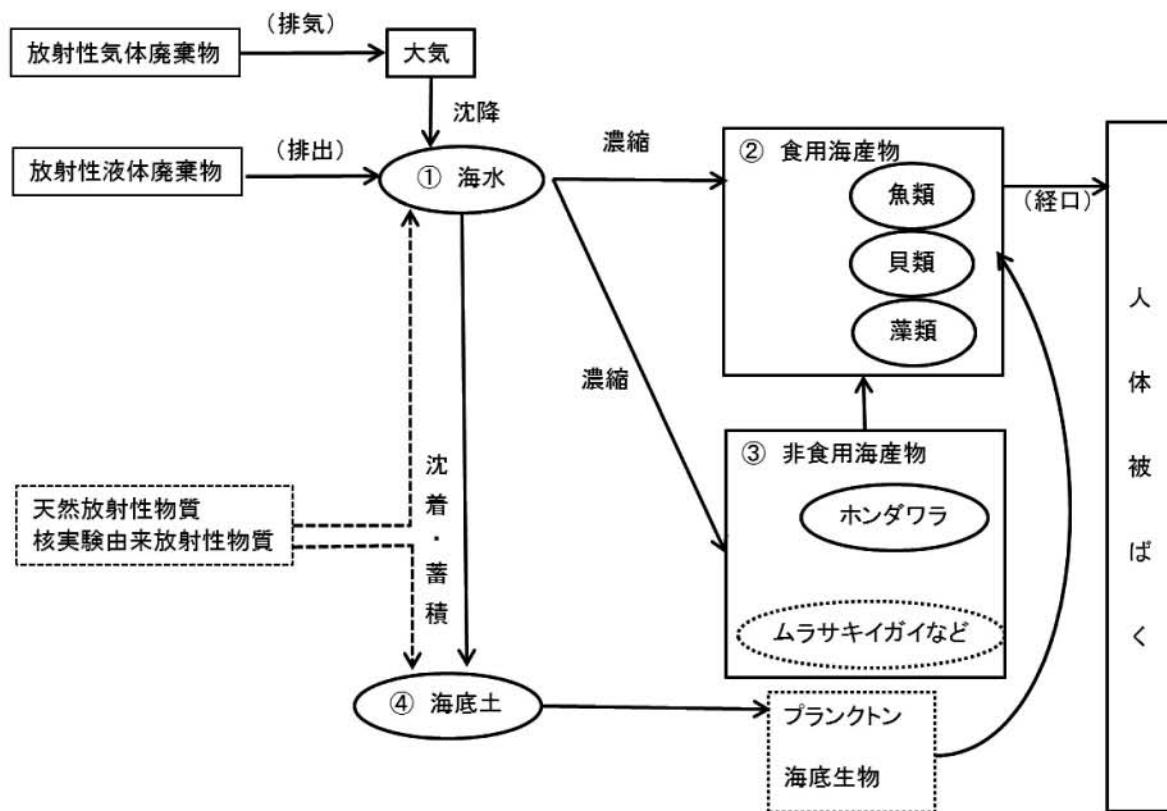 (排気)
放射性気体廃棄物
大気
沈降
濃縮
(排出)
放射性液体廃棄物
① 海水
② 食用海産物
魚類
(経口)
貝類
藻類
濃縮
人体被ばく
③ 非食用海産物
ホンダワラ
沈着・蓄積
天然放射性物質
核実験由来放射性物質
ムラサキイガイなど
④ 海底土
プランクトン
海底生物